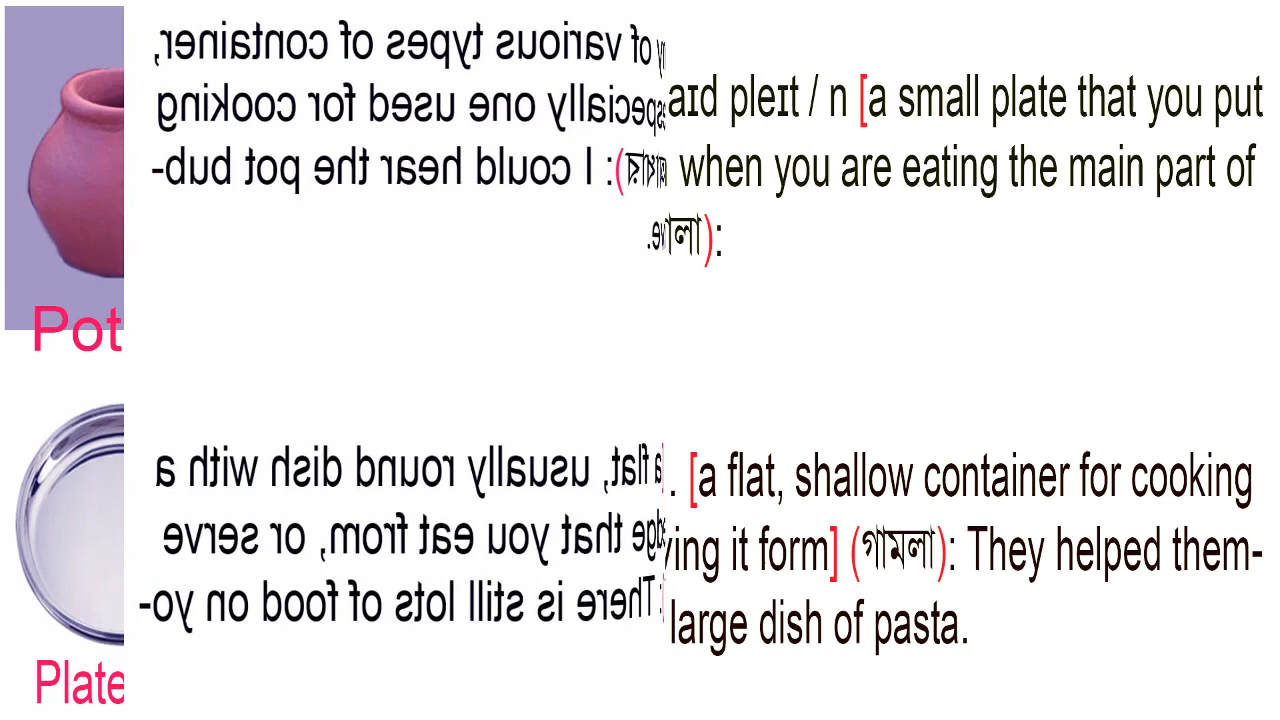 of various types of container,
especially one used for cooking
): I could hear the pot bub-
Pot
aɪd pleɪt / n [a small plate that you put
when you are eating the main part of
):
flat, usually round dish with a
that you eat from, or serve
There is still lots of food on yo-
Plate
. [a flat, shallow container for cooking
ving it form] (গামলা): They helped them-
large dish of pasta.